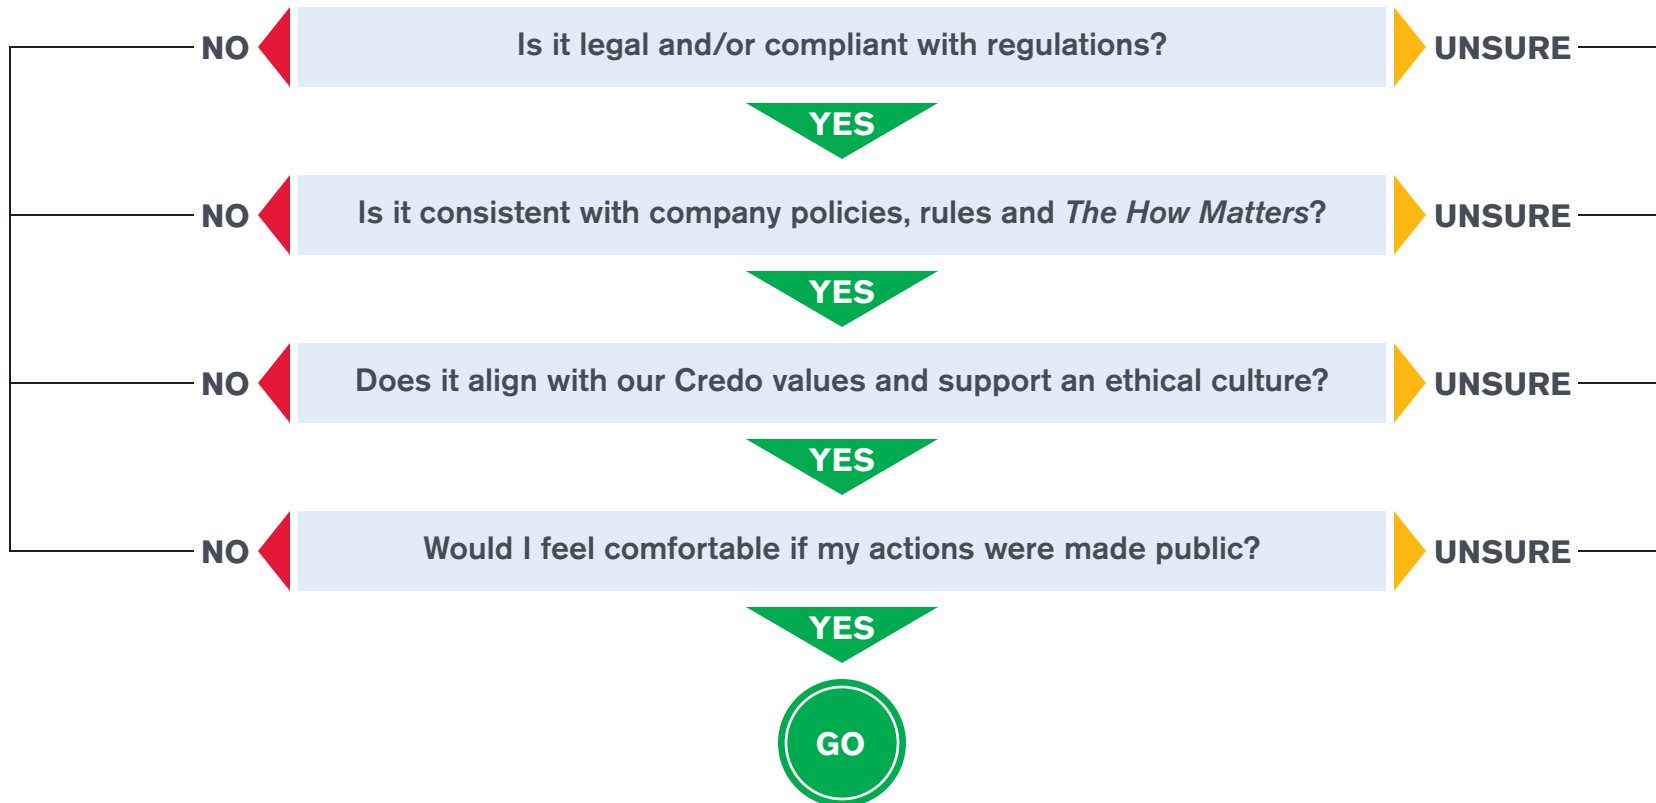 NO
Is it legal and/or compliant with regulations?
UNSURE
YES
NO
Is it consistent with company policies, rules and The How Matters?
UNSURE
YES
NO
Does it align with our Credo values and support an ethical culture?
UNSURE
YES
NO
Would I feel comfortable if my actions were made public?
UNSURE
YES
GO